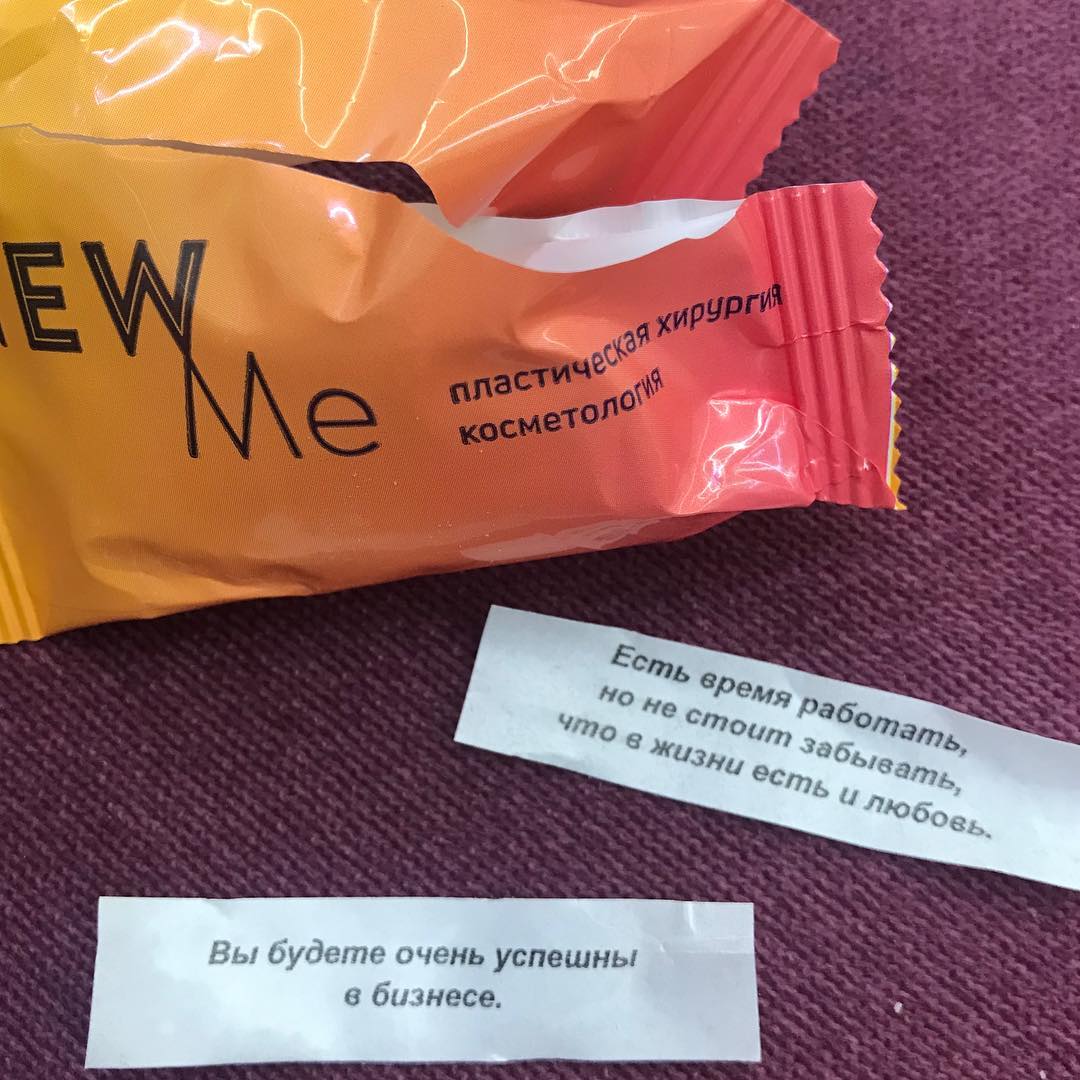 NEW
Me
пластическая хирургия
косметология
Есть время работать,
но не стоит забывать,
что в жизни есть и любовь.
Вы будете очень успешны
в бизнесе.